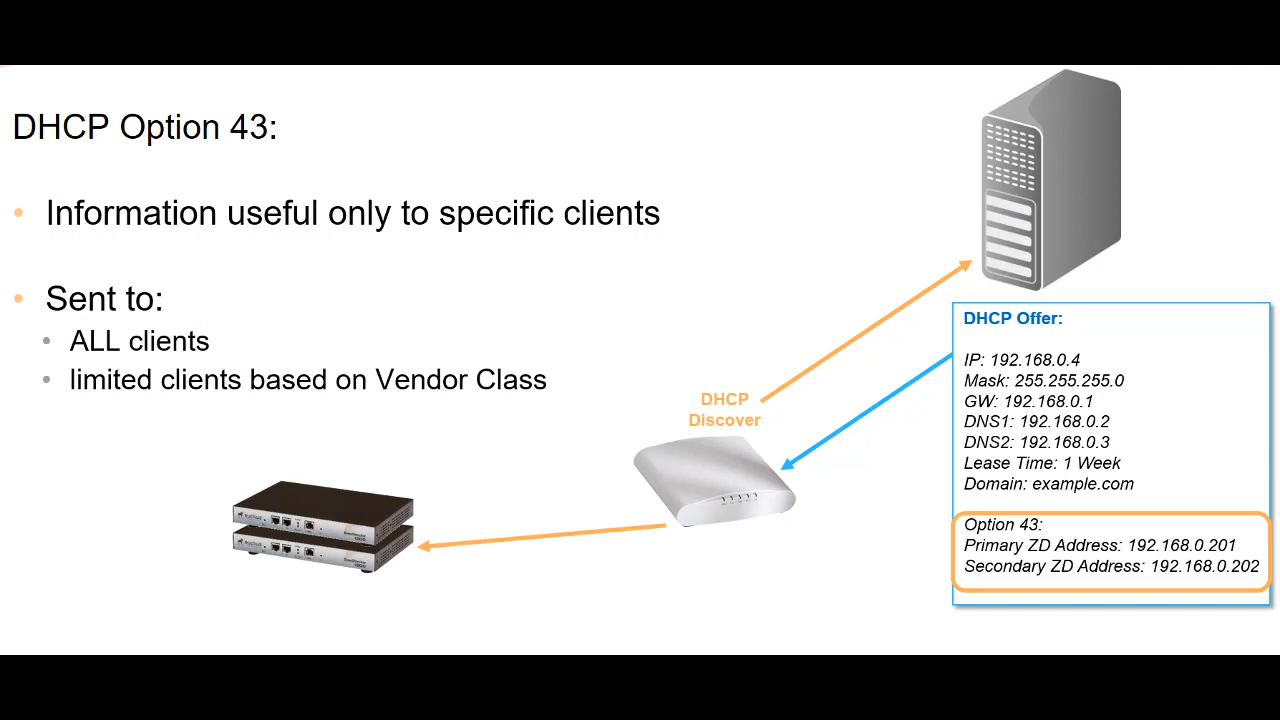 DHCP Option 43:
Information useful only to specific clients
Sent to:
ALL clients
limited clients based on Vendor Class
DHCP
Discover
DHCP Offer:
IP: 192.168.0.4
Mask: 255.255.255.0
GW: 192.168.0.1
DNS1: 192.168.0.2
DNS2: 192.168.0.3
Lease Time: 1 Week
Domain: example.com
Option 43:
Primary ZD Address: 192.168.0.201
Secondary ZD Address: 192.168.0.202